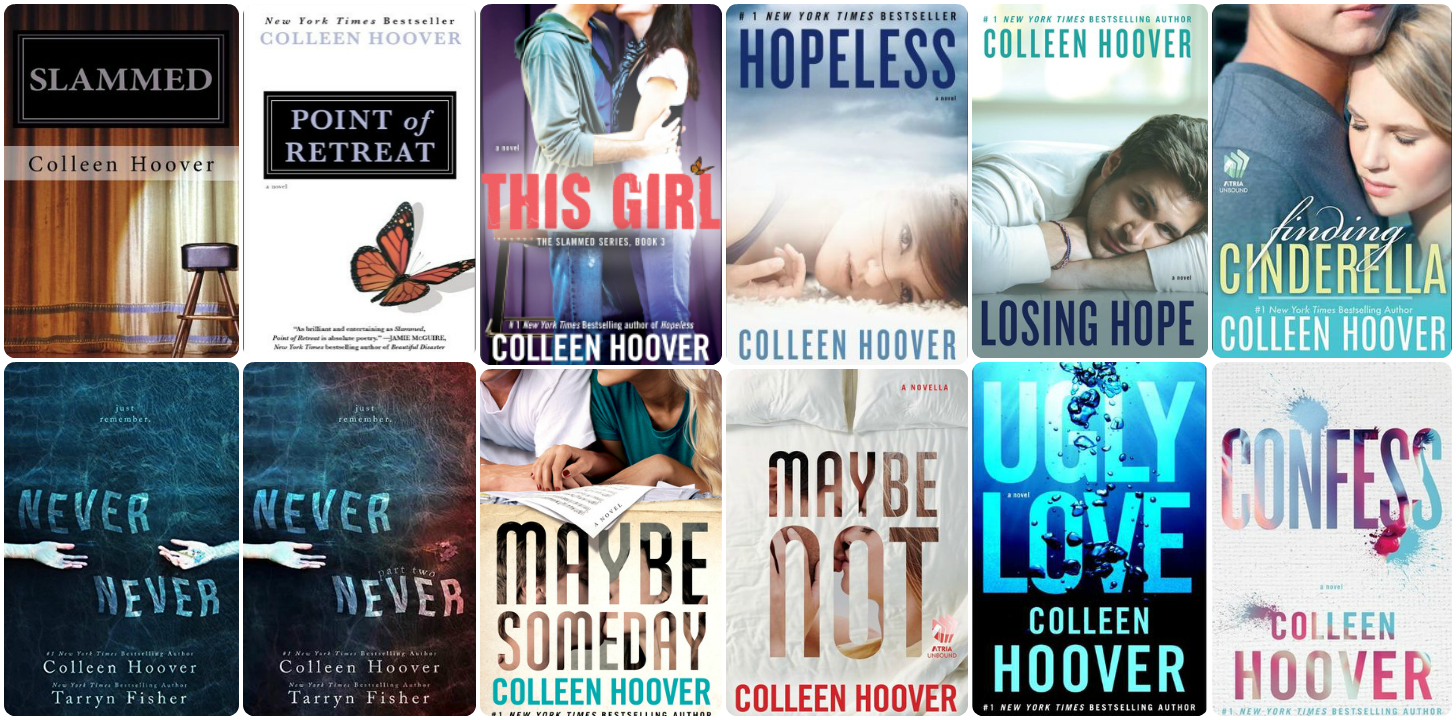 SLAMMED
Colleen Hoover
New York Times Bestseller
COLLEEN HOOVER
POINT of
RETREAT
a novel
"As brilliant and entertaining as Slammed,
Point of Retreat is absolute poetry." —JAMIE McGUIRE,
New York Times bestselling author of Beautiful Disaster
a novel
THIS GIRL
THE SLAMMED SERIES, BOOK 3
#1 New York Times Bestselling author of Hopeless
COLLEEN HOOVER
#1 NEW YORK TIMES BESTSELLER
HOPELESS
a novel
COLLEEN HOOVER
#1 NEW YORK TIMES BESTSELLING AUTHOR
COLLEEN HOOVER
a novel
LOSING HOPE
ATRIA
UNBOUND
finding
CINDERELLA
#1 New York Times Bestselling Author
COLLEEN HOOVER
just
remember.
NEVER
NEVER
#1 New York Times Bestselling Author
Colleen Hoover
New York Times Bestselling Author
Tarryn Fisher
just
remember.
NEVER
part two
NEVER
#1 New York Times Bestselling Author
Colleen Hoover
New York Times Bestselling Author
Tarryn Fisher
A NOVEL
MAYBE
SOMEDAY
COLLEEN HOOVER
#1 NEW YORK TIMES BESTSELLING AUTHOR
A NOVELLA
MAYBE
NOT
ATRIA
UNBOUND
COLLEEN HOOVER
UGLY
a novel
LOVE
COLLEEN
HOOVER
#1 NEW YORK TIMES BESTSELLING AUTHOR
CONFESS
a novel
COLLEEN
HOOVER
#1 NEW YORK TIMES BESTSELLING AUTHOR